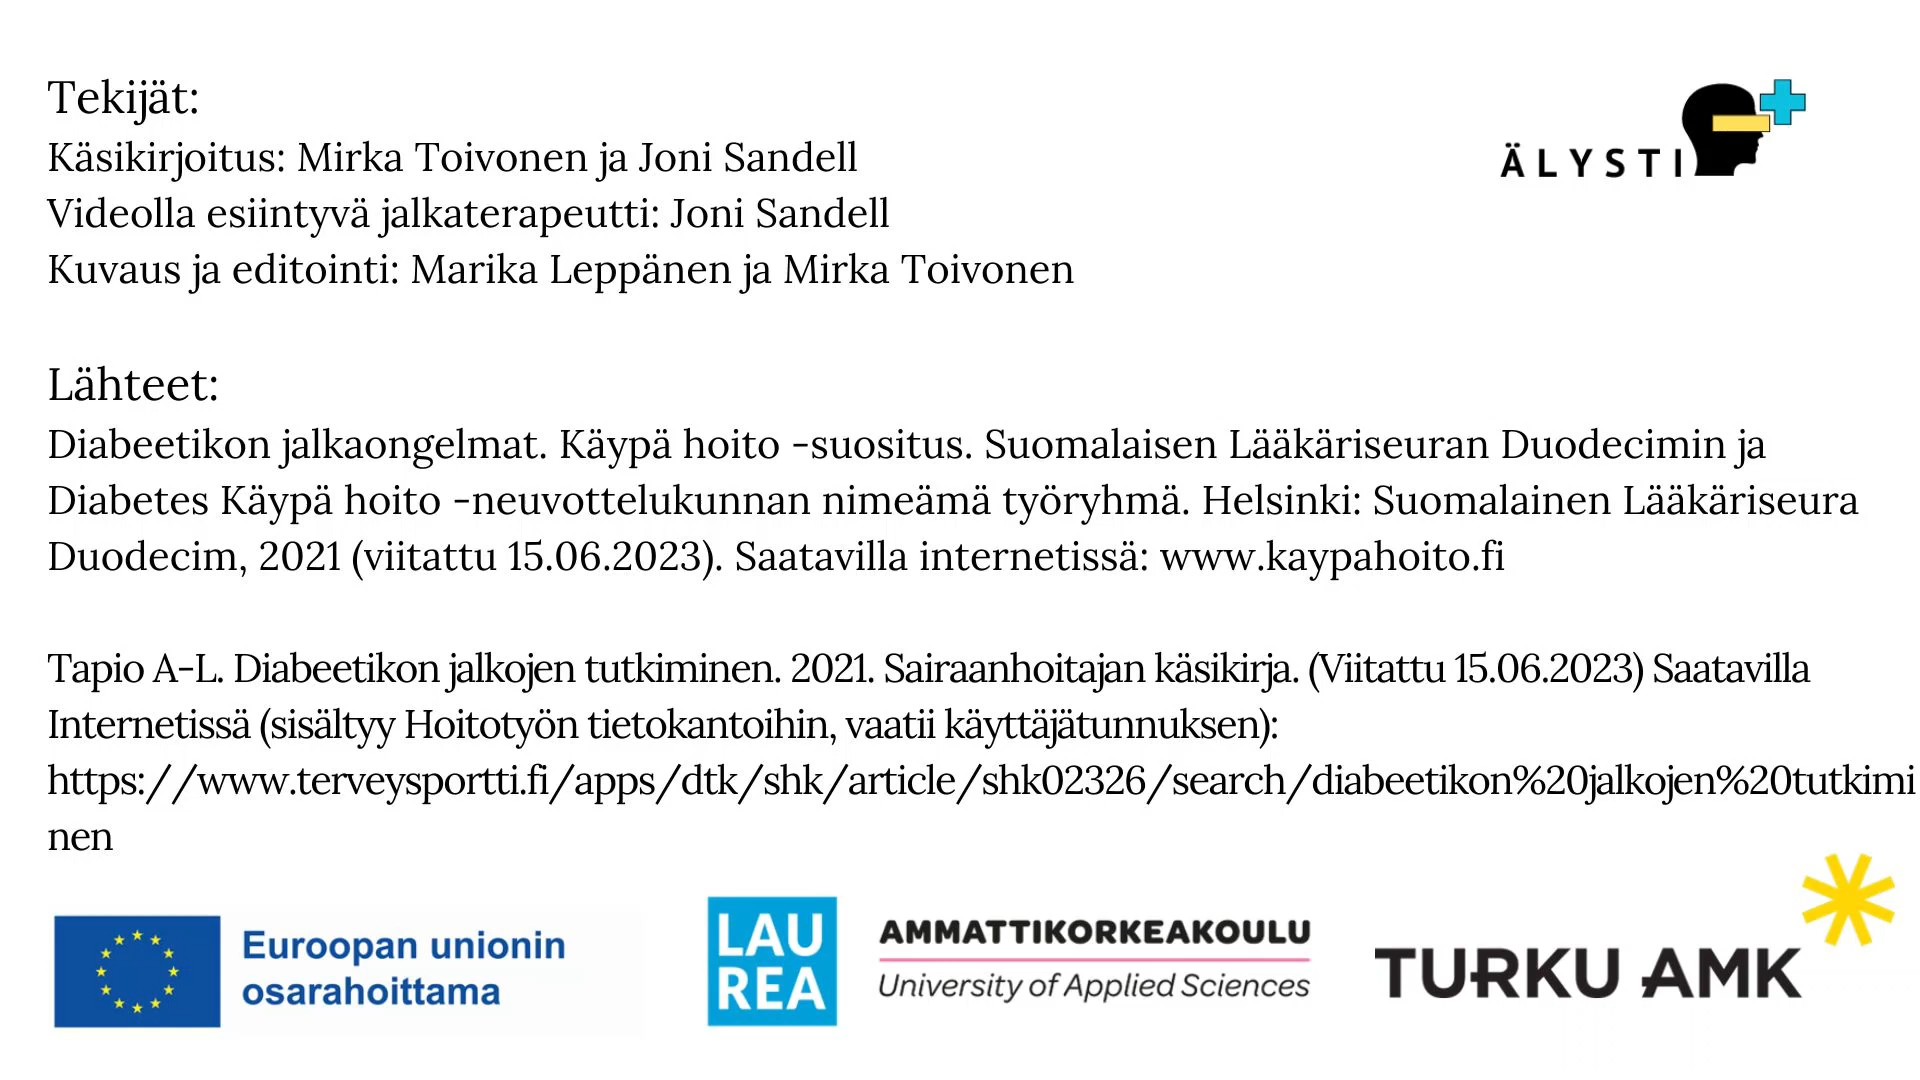 Tekijät:
Käsikirjoitus: Mirka Toivonen ja Joni Sandell
Videolla esiintyvä jalkaterapeutti: Joni Sandell
Kuvaus ja editointi: Marika Leppänen ja Mirka Toivonen
ÄLYSTI
Lähteet:
Diabeetikon jalkaongelmat. Käypä hoito -suositus. Suomalaisen Lääkäriseuran Duodecimin ja
Diabetes Käypä hoito -neuvottelukunnan nimeämä työryhmä. Helsinki: Suomalainen Lääkäriseura
Duodecim, 2021 (viitattu 15.06.2023). Saatavilla internetissä: www.kaypahoito.fi
Tapio A-L. Diabeetikon jalkojen tutkiminen. 2021. Sairaanhoitajan käsikirja. (Viitattu 15.06.2023) Saatavilla
Internetissä (sisältyy Hoitotyön tietokantoihin, vaatii käyttäjätunnuksen):
https://www.terveysportti.fi/apps/dtk/shk/article/shk02326/search/diabeetikon%20jalkojen%20tutkimi
nen
Euroopan unionin
osarahoittama
LAU
REA
AMMATTIKORKEAKOULU
University of Applied Sciences
TURKU AMK